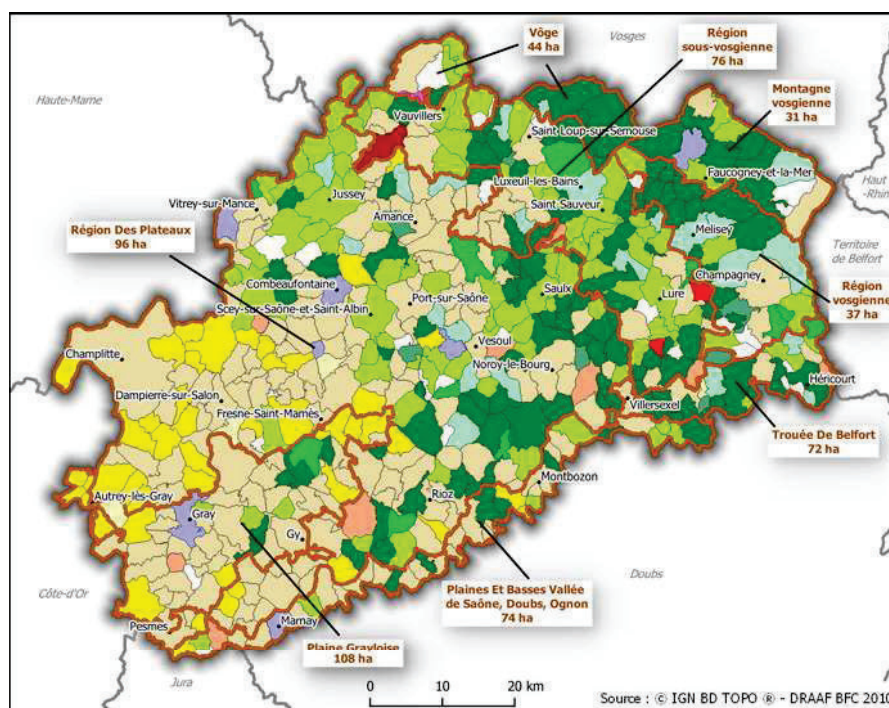 Vôge
44 ha
Vosges
Région
sous-vosgienne
76 ha
Haute-Marne
Montagne
vosgienne
31 ha
Vauvillers
Saint Loup-sur-Semouse
Faucogney-et-la-Mer
Haut
-Rhin
Luxeuil-les-Bains
Jussey
Vitrey-sur-Mance
Saint Sauveur
Amance
Région Des Plateaux
96 ha
Melisey
Territoire
de Belfort
Combeaufontaine
Champagney
Région
vosgienne
37 ha
Port-sur-Saône
Saulx
Lure
Scey-sur-Saône-et-Saint-Albin
Vesoul
Champlitte
Noroy-le-Bourg
Héricourt
Dampierre-sur-Salon
Villersexel
Fresne-Saint-Mamès
Trouée De Belfort
72 ha
Montbozon
Autrey-lès-Gray
Rioz
Gray
Gy
Côte-d'Or
Doubs
Plaines Et Basses Vallée
de Saône, Doubs, Ognon
74 ha
Pesmes
Marnay
Plaine Grayloise
108 ha
Jura
0 10 20 km
Source : © IGN BD TOPO ® - DRAAF BFC 2010